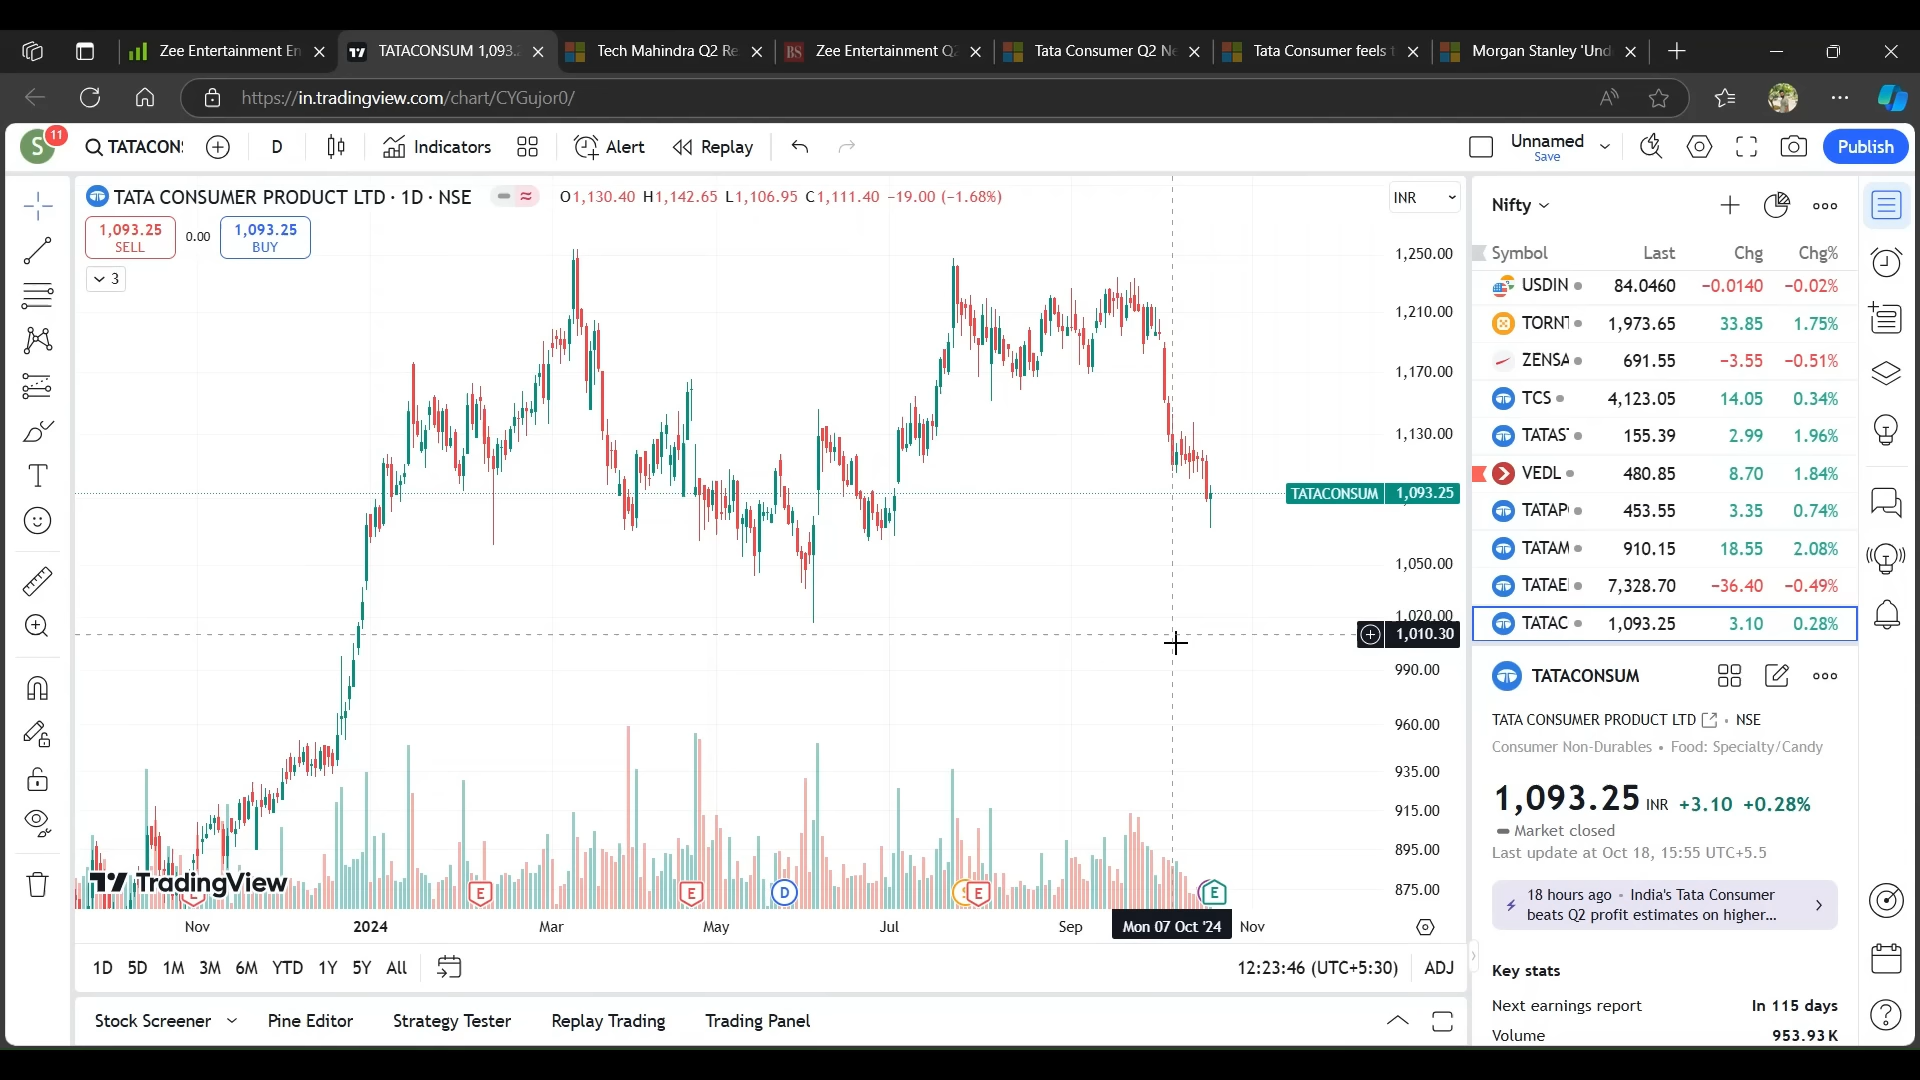 Zee Entertainment En
TATACONSUM 1,093.2
Tech Mahindra Q2 Re
BS
Zee Entertainment Q2
Tata Consumer Q2 Ne
Tata Consumer feels t
Morgan Stanley 'Und
https://in.tradingview.com/chart/CYGujor0/
S
11
TATACON
D
Indicators
Alert
Replay
Unnamed
Save
Publish
TATA CONSUMER PRODUCT LTD · 1D · NSE
O1,130.40 H1,142.65 L1,106.95 C1,111.40 −19.00 (−1.68%)
INR
1,093.25
SELL
0.00
1,093.25
BUY
3
1,250.00
1,210.00
1,170.00
1,130.00
TATACONSUM 1,093.25
1,050.00
1,020.00
1,010.30
990.00
960.00
935.00
915.00
895.00
875.00
TradingView
E
E
E
D
E
E
Nov
2024
Mar
May
Jul
Sep
Mon 07 Oct '24
Nov
1D 5D 1M 3M 6M YTD 1Y 5Y All
12:23:46 (UTC+5:30)
ADJ
Stock Screener
Pine Editor
Strategy Tester
Replay Trading
Trading Panel
Nifty
Symbol Last Chg Chg%
USDIN 84.0460 −0.0140 −0.02%
TORNT 1,973.65 33.85 1.75%
ZENSA 691.55 −3.55 −0.51%
TCS 4,123.05 14.05 0.34%
TATAST 155.39 2.99 1.96%
VEDL 480.85 8.70 1.84%
TATAP 453.55 3.35 0.74%
TATAM 910.15 18.55 2.08%
TATAEL 7,328.70 −36.40 −0.49%
TATAC 1,093.25 3.10 0.28%
TATACONSUM
TATA CONSUMER PRODUCT LTD · NSE
Consumer Non-Durables • Food: Specialty/Candy
1,093.25 INR +3.10 +0.28%
Market closed
Last update at Oct 18, 15:55 UTC+5.5
18 hours ago · India's Tata Consumer
beats Q2 profit estimates on higher...
Key stats
Next earnings report In 115 days
Volume 953.93K